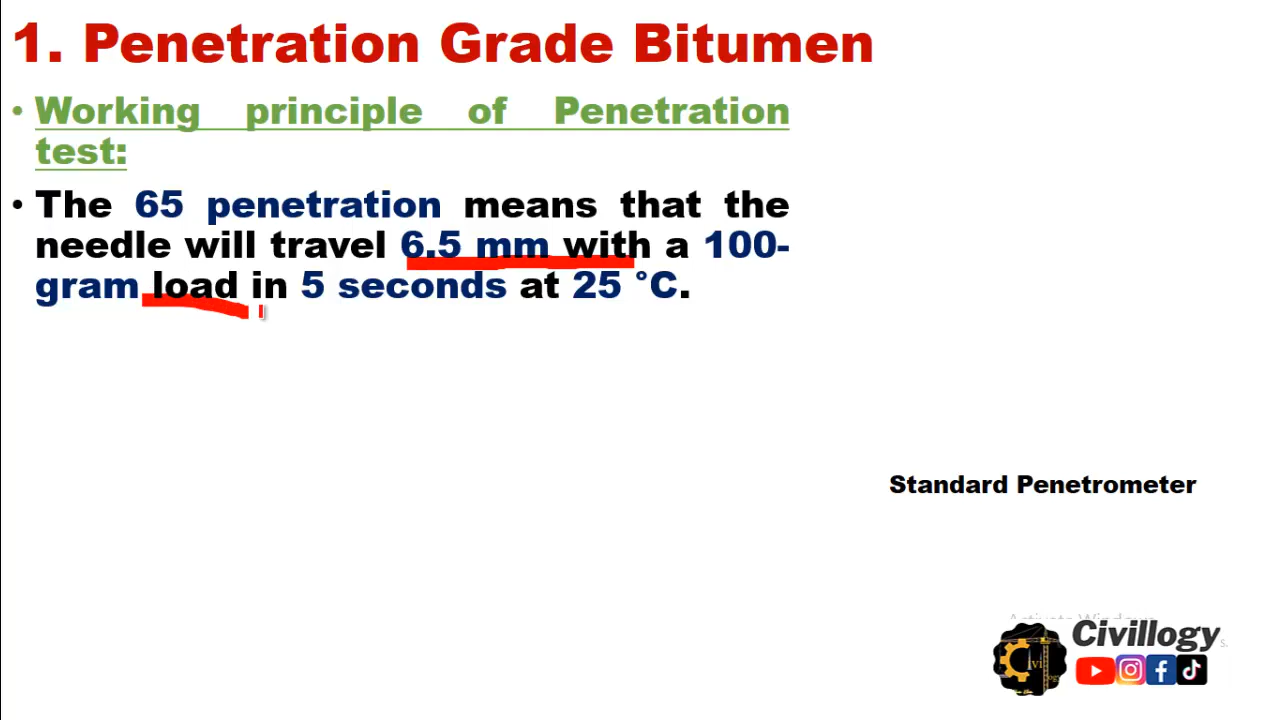 1. Penetration Grade Bitumen
• Working principle of Penetration
test:
• The 65 penetration means that the
needle will travel 6.5 mm with a 100-
gram load in 5 seconds at 25 °C.
Standard Penetrometer
Civillogy